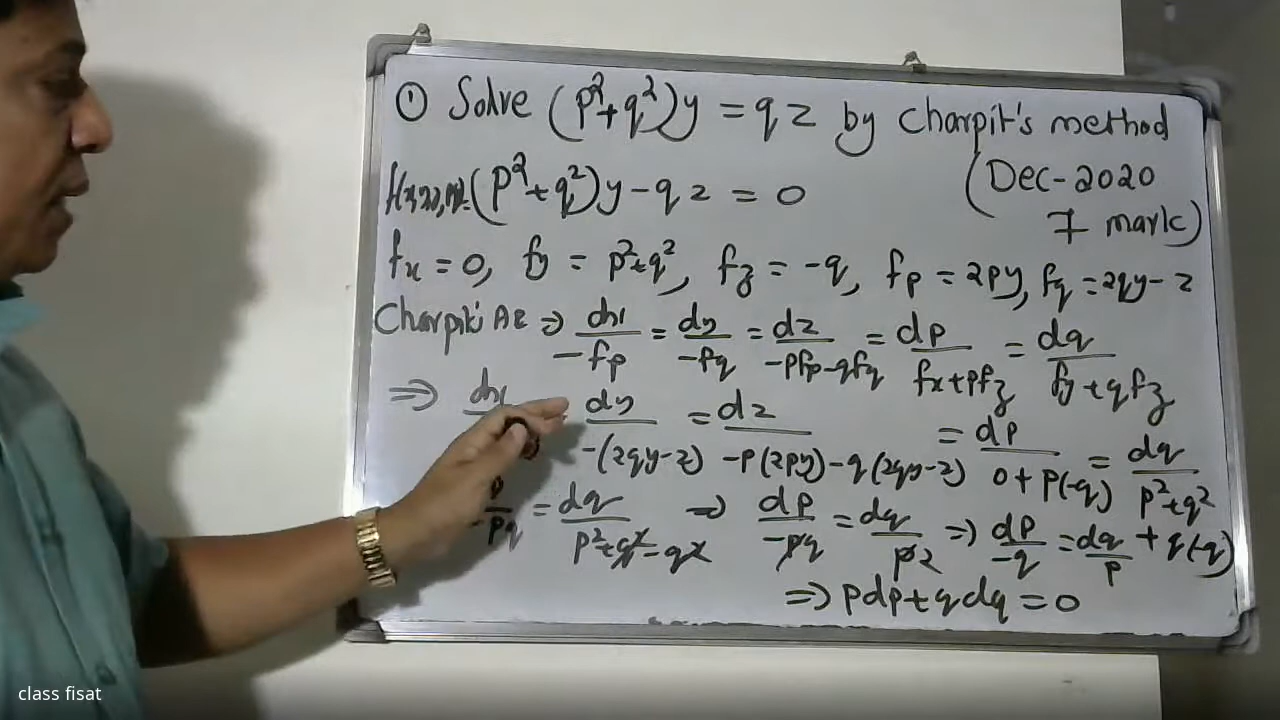 ① Solve (p²+q²)y = qz by Charpit's method
(Dec-2020
7 mark)
f(x,y,z,p,q)=(p²+q²)y-qz = 0
fx = 0, fy = p²+q², fz = -q, fp = 2py, fq = 2qy-z
Charpit's AE ⇒ dx/-fp = dy/-fq = dz/-pfp-qfq = dp/fx+pfz = dq/fy+qfz
⇒ dx = dy/-(2qy-z) = dz/-p(2py)-q(2qy-z) = dp/0+p(-q) = dq/p²+q²+q(-q)
pq = dq/p²+q²-q² ⇒ dp/-pq = dq/p² ⇒ dp/-q = dq/p
⇒ pdp+qdq = 0
class fisat